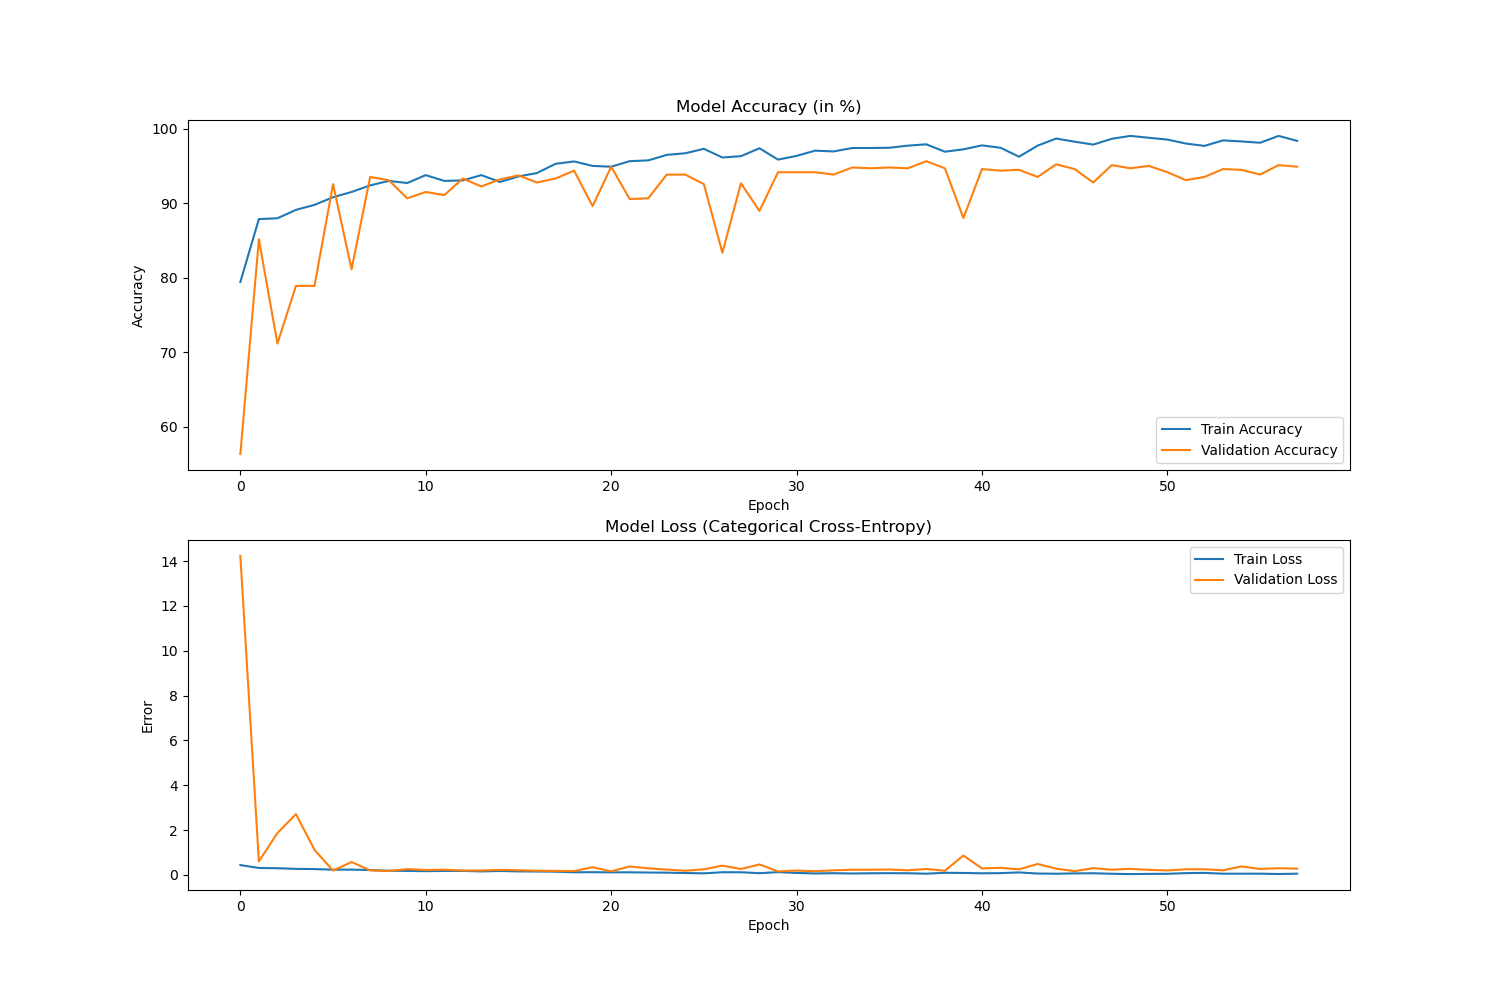 Model Accuracy (in %)
100
90
80
70
60
Accuracy
Train Accuracy
Validation Accuracy
0 10 20 30 40 50
Epoch
Model Loss (Categorical Cross-Entropy)
14
12
10
8
6
4
2
0
Error
Train Loss
Validation Loss
0 10 20 30 40 50
Epoch